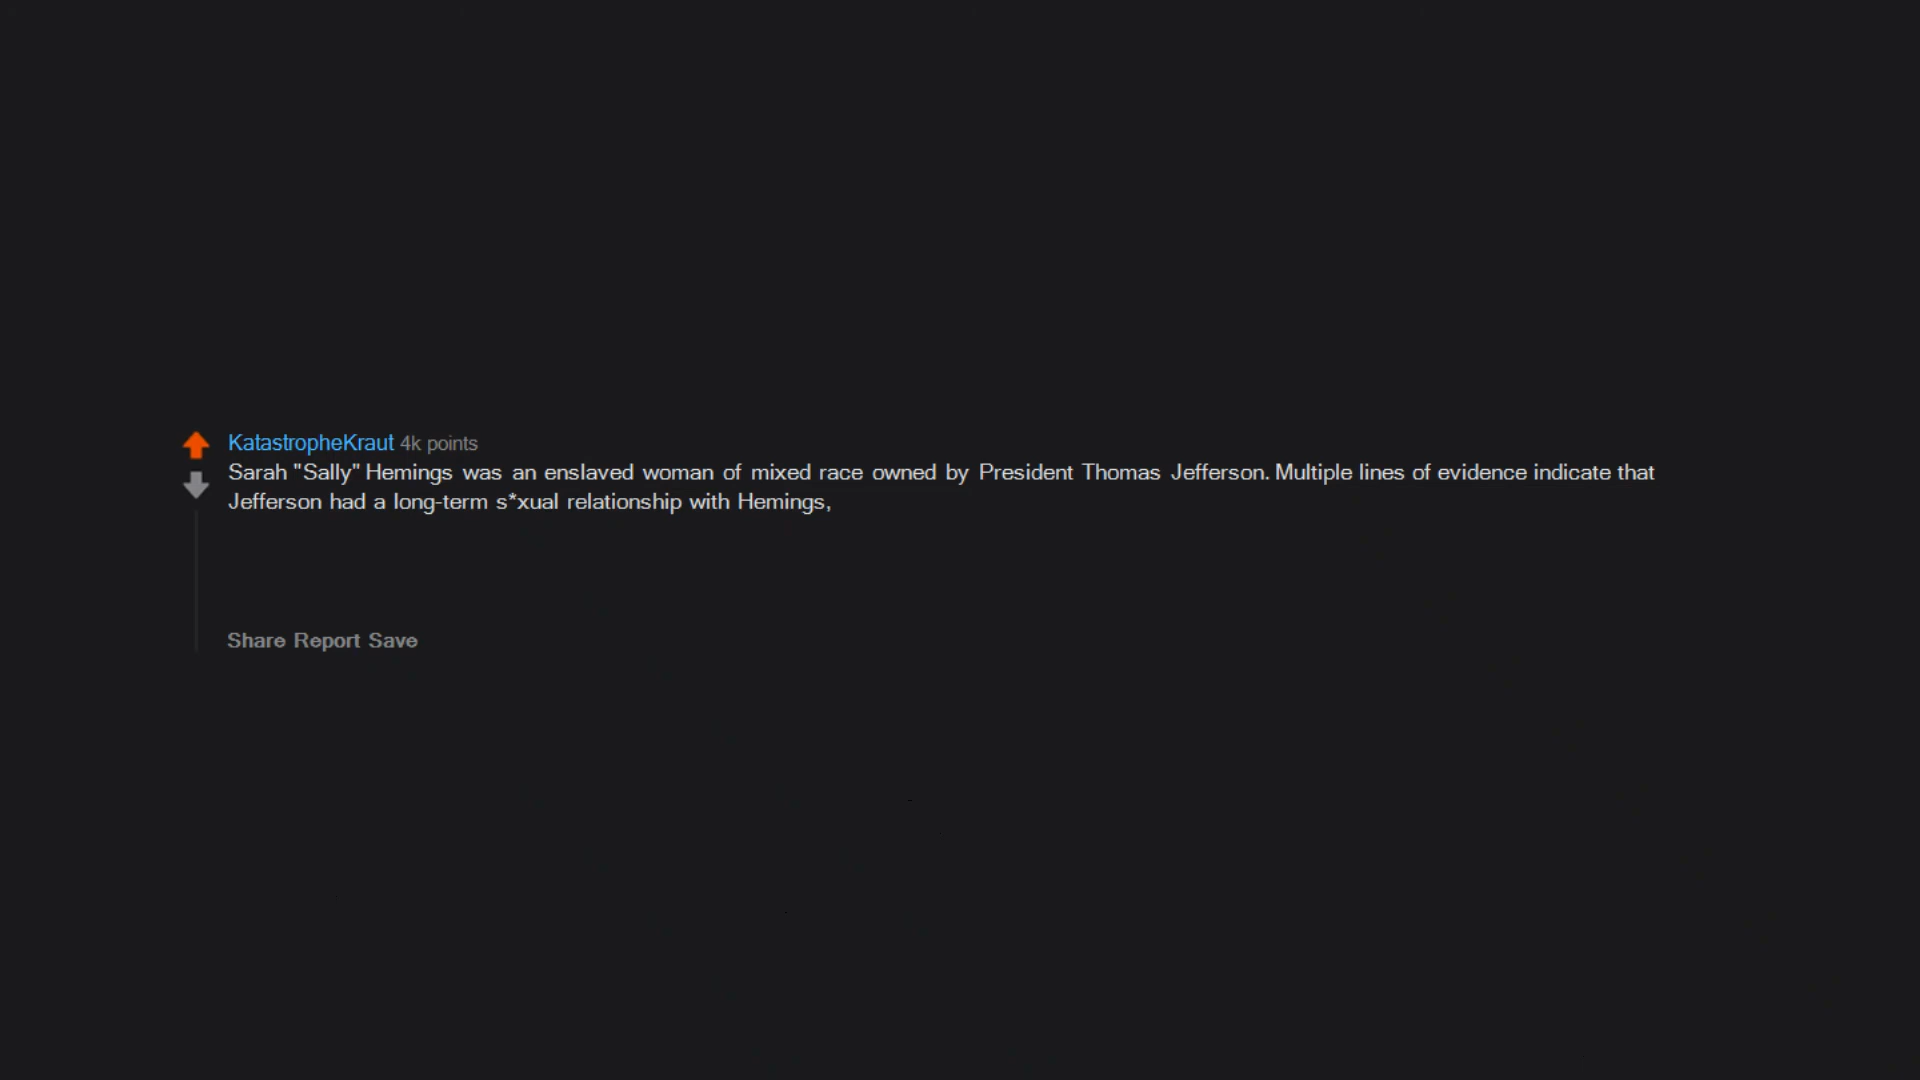 KatastropheKraut 4k points
Sarah "Sally" Hemings was an enslaved woman of mixed race owned by President Thomas Jefferson. Multiple lines of evidence indicate that
Jefferson had a long-term s*xual relationship with Hemings,
Share Report Save